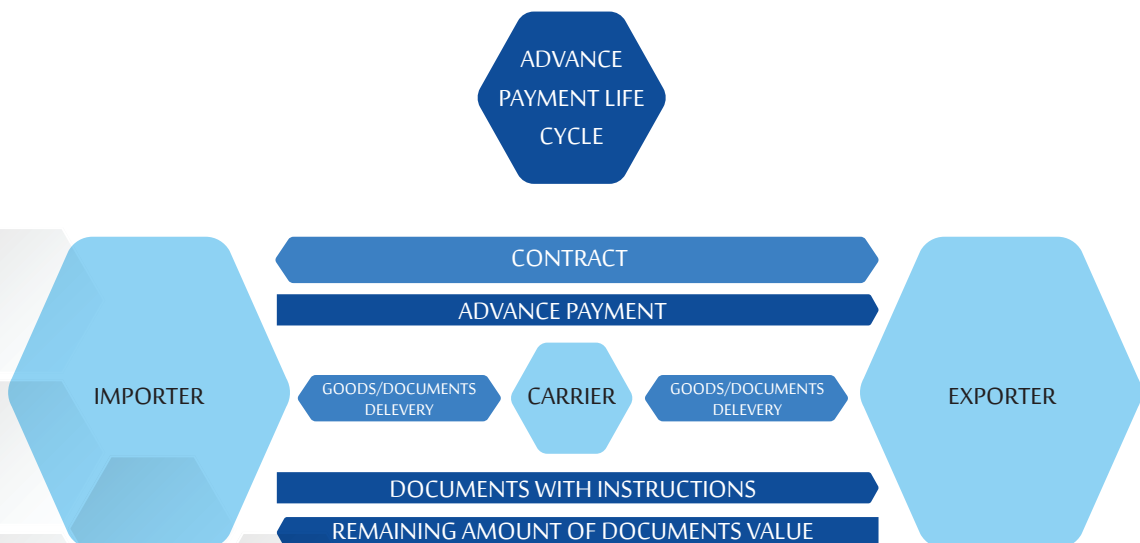 ADVANCE
PAYMENT LIFE
CYCLE
CONTRACT
ADVANCE PAYMENT
IMPORTER
GOODS/DOCUMENTS
DELEVERY
CARRIER
GOODS/DOCUMENTS
DELEVERY
EXPORTER
DOCUMENTS WITH INSTRUCTIONS
REMAINING AMOUNT OF DOCUMENTS VALUE